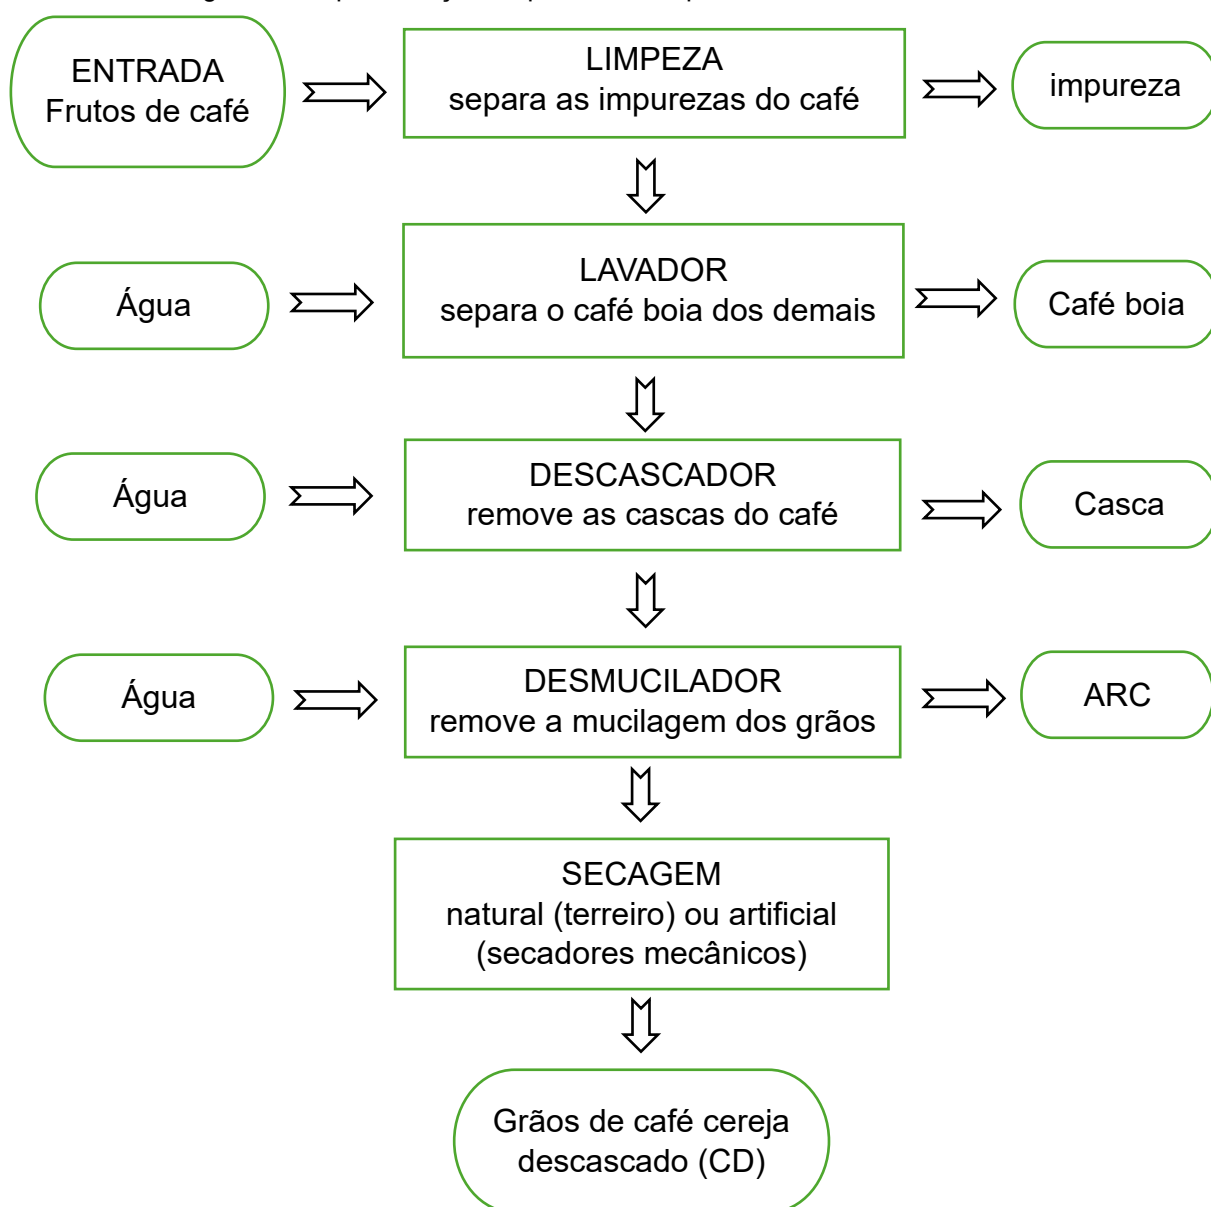 ENTRADA
Frutos de café
LIMPEZA
separa as impurezas do café
impureza
Água
LAVADOR
separa o café boia dos demais
Café boia
Água
DESCASCADOR
remove as cascas do café
Casca
Água
DESMUCILADOR
remove a mucilagem dos grãos
ARC
SECAGEM
natural (terreiro) ou artificial
(secadores mecânicos)
Grãos de café cereja
descascado (CD)